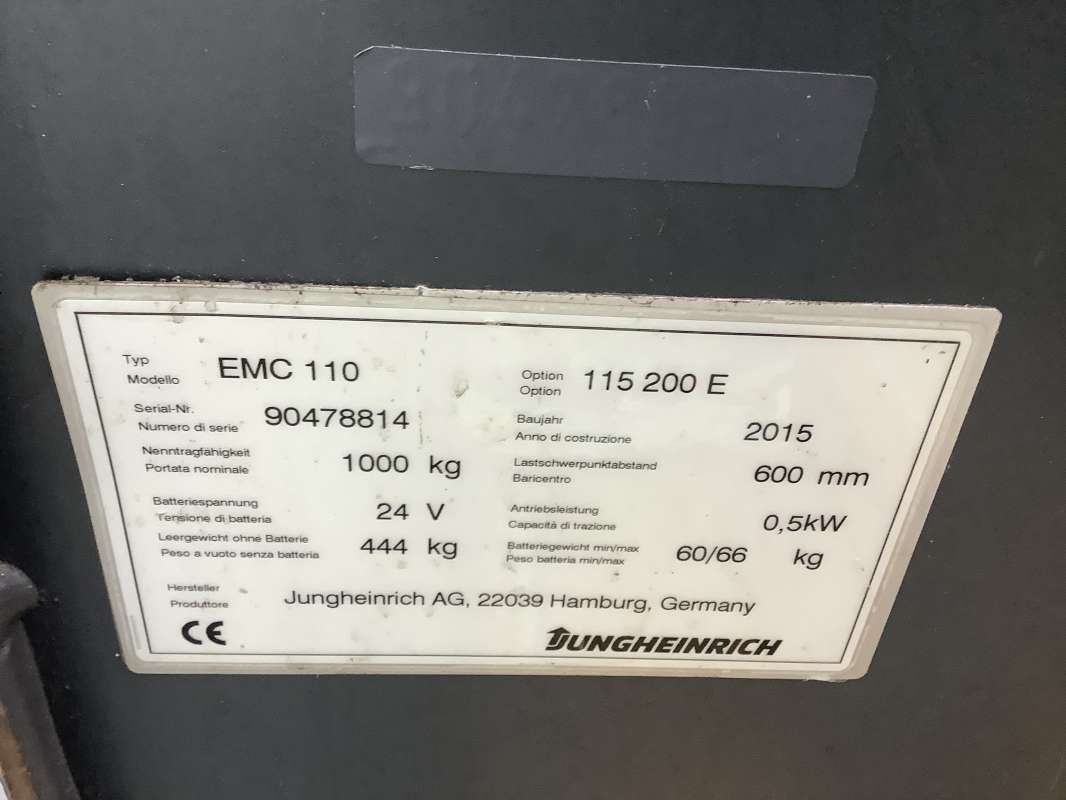 Typ
Modello
EMC 110
Option
Option
115 200 E
Serial-Nr.
Numero di serie
90478814
Baujahr
Anno di costruzione
2015
Nenntragfähigkeit
Portata nominale
1000 kg
Lastschwerpunktabstand
Baricentro
600 mm
Batteriespannung
Tensione di batteria
24 V
Antriebsleistung
Capacità di trazione
0,5kW
Leergewicht ohne Batterie
Peso a vuoto senza batteria
444 kg
Batteriegewicht min/max
Peso batteria min/max
60/66 kg
Hersteller
Produttore
Jungheinrich AG, 22039 Hamburg, Germany
CE
JUNGHEINRICH